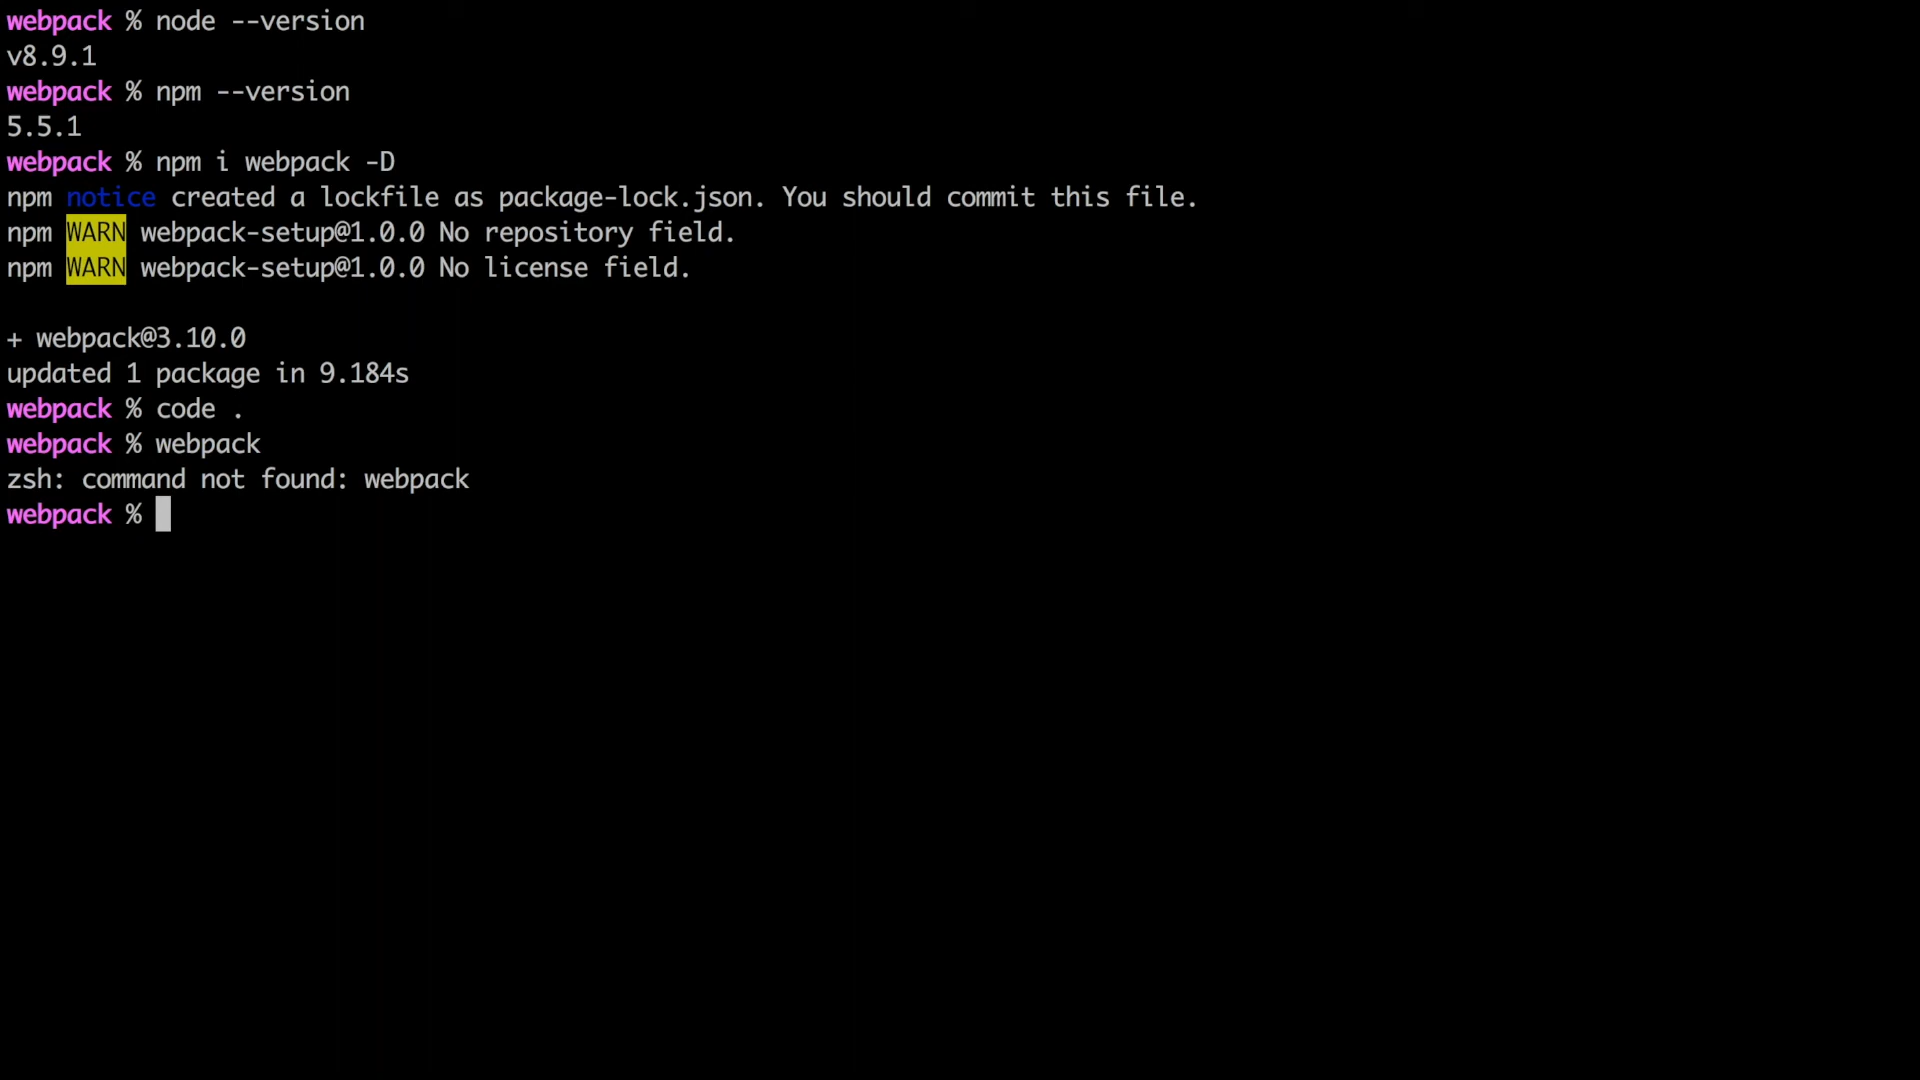 webpack % node --version
v8.9.1
webpack % npm --version
5.5.1
webpack % npm i webpack -D
npm notice created a lockfile as package-lock.json. You should commit this file.
npm WARN webpack-setup@1.0.0 No repository field.
npm WARN webpack-setup@1.0.0 No license field.
+ webpack@3.10.0
updated 1 package in 9.184s
webpack % code .
webpack % webpack
zsh: command not found: webpack
webpack %